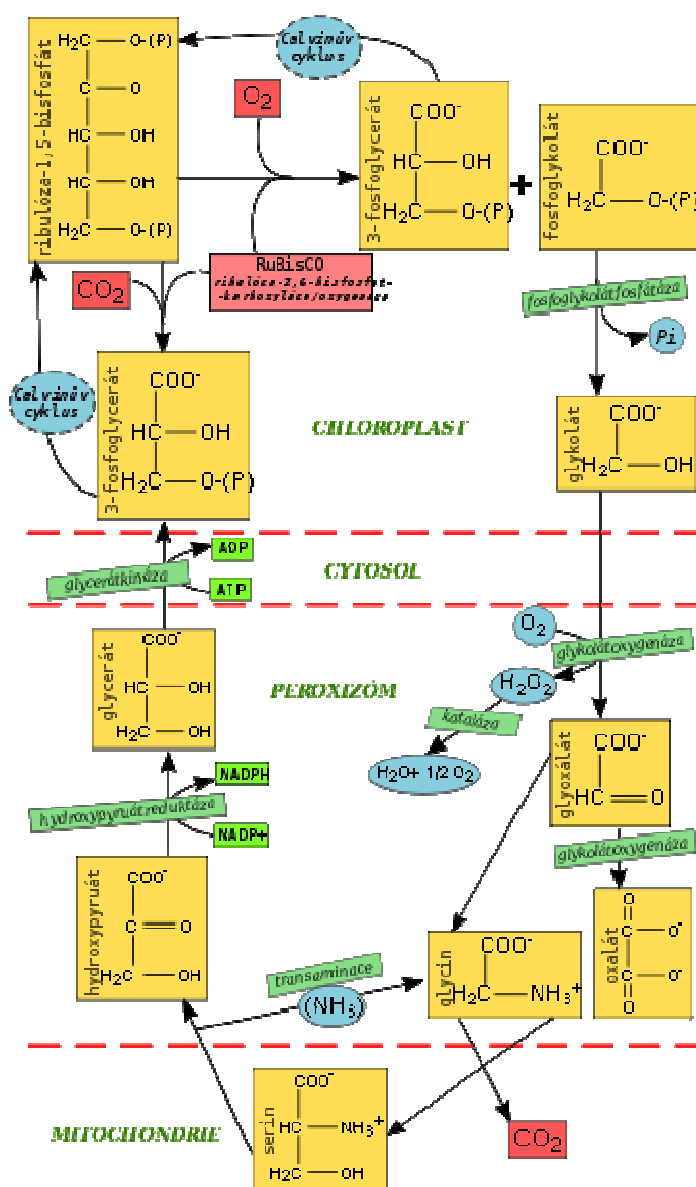 ribulóza-1,5-bisfosfát
H₂C — O-(P)
C — O
HC — OH
HC — OH
H₂C — O-(P)
Calvinův
cyklus
O₂
3-fosfoglycerát
COO⁻
HC — OH
H₂C — O-(P)
+
fosfoglykolát
COO⁻
H₂C — O-(P)
RuBisCO
CO₂
fosfoglykolátfosfatáza
Pi
Calvinův
cyklus
3-fosfoglycerát
COO⁻
HC — OH
H₂C — O-(P)
CHLOROPLAST
glykolát
COO⁻
H₂C — OH
ADP
glycerátkináza
ATP
CYTOSOL
glycerát
COO⁻
HC — OH
H₂C — OH
PEROXIZÓM
O₂
glykolátoxygenáza
H₂O₂
kataláza
H₂O+ 1/2 O₂
glyoxálát
COO⁻
HC = O
NADPH
hydroxypyruátreduktáza
NADP+
glykolátoxygenáza
hydroxypyruát
COO⁻
C = O
H₂C — OH
transaminace
(NH₃)
glycin
COO⁻
H₂C — NH₃⁺
oxalát
O
C — O⁻
C — O⁻
O
MITOCHONDRIE
serin
COO⁻
HC — NH₃⁺
H₂C — OH
CO₂